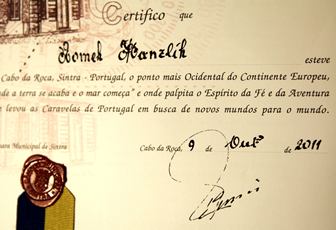 Certifico que
Romek Hanzlik
esteve
Cabo da Roca, Sintra - Portugal, o ponto mais Ocidental do Continente Europeu,
de a terra se acaba e o mar começa" e onde palpita o Espírito da Fé e da Aventura
e levou as Caravelas de Portugal em busca de novos mundos para o mundo.
Municipal de Sintra
Cabo da Roca, 9 de Out de 2011